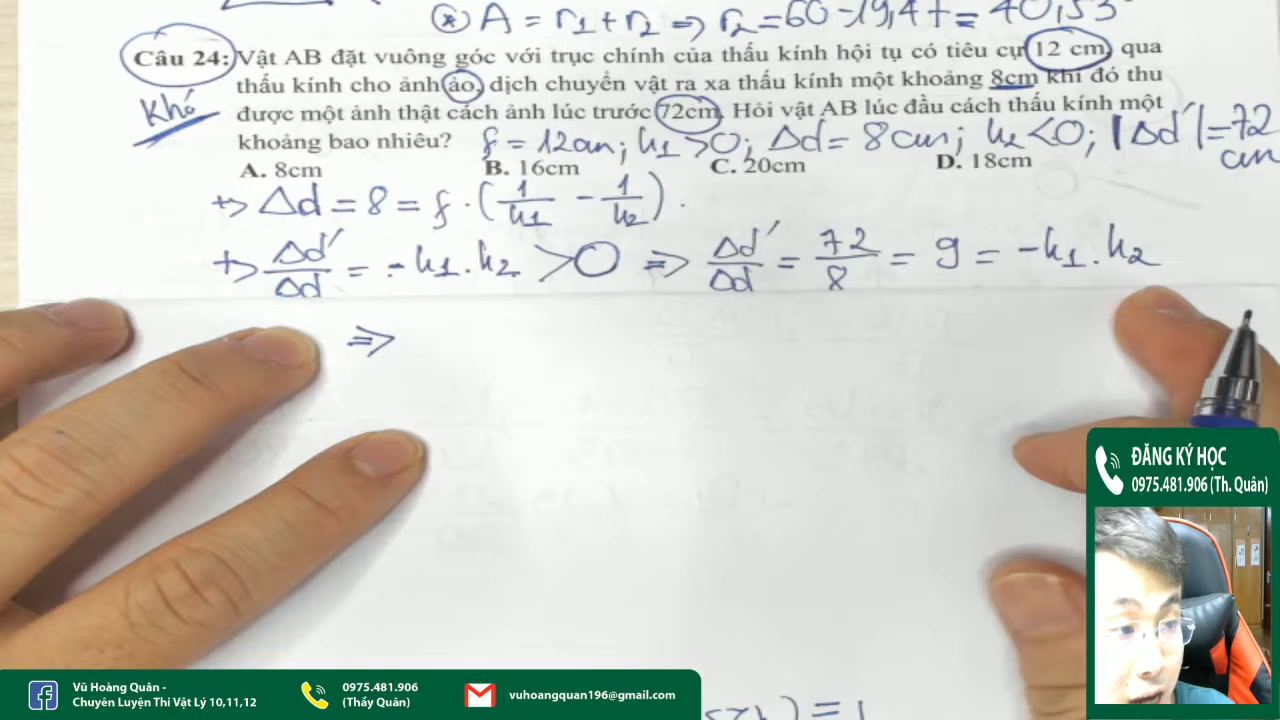 (*) A = r1 + r2 => r2 = 60 - 19,47 = 40,53
Câu 24: Vật AB đặt vuông góc với trục chính của thấu kính hội tụ có tiêu cự 12 cm, qua
thấu kính cho ảnh ảo, dịch chuyển vật ra xa thấu kính một khoảng 8cm khi đó thu
Khó
được một ảnh thật cách ảnh lúc trước 72cm. Hỏi vật AB lúc đầu cách thấu kính một
khoảng bao nhiêu? f = 12cm; k1 > 0; Δd = 8cm; k2 < 0; |Δd'| = 72 cm
A. 8cm B. 16cm C. 20cm D. 18cm
+> Δd = 8 = f . (1/k1 - 1/k2).
+> Δd'/Δd = - k1 . k2 > 0 => Δd'/Δd = 72/8 = 9 = -k1 . k2
=>
ĐĂNG KÝ HỌC
0975.481.906 (Th. Quân)
Vũ Hoàng Quân -
Chuyên Luyện Thi Vật Lý 10,11,12
0975.481.906
(Thầy Quân)
vuhoangquan196@gmail.com